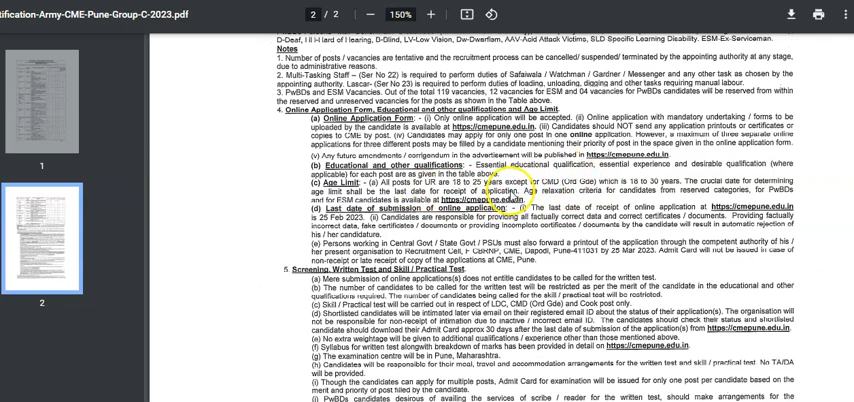 tification-Army-CME-Pune-Group-C-2023.pdf
2 / 2
150%
D-Deaf, Hard of Hearing, B-Blind, LV-Low Vision, Dw-Dwarfism, AAV-Acid Attack Victims, SLD Specific Learning Disability. ESM-Ex-Serviceman.
Notes
1. Number of posts / vacancies are tentative and the recruitment process can be cancelled/ suspended/ terminated by the appointing authority at any stage,
due to administrative reasons.
2. Multi-Tasking Staff – (Ser No 22) is required to perform duties of Safaiwala / Watchman / Gardner / Messenger and any other task as chosen by the
appointing authority. Lascar- (Ser No 23) is required to perform duties of loading, unloading, digging and other tasks requiring manual labour.
3. PwBDs and ESM Vacancies. Out of the total 119 vacancies, 12 vacancies for ESM and 04 vacancies for PwBDs candidates will be reserved from within
the reserved and unreserved vacancies for the posts as shown in the Table above.
4. Online Application Form, Educational and other qualifications and Age Limit.
(a) Online Application Form: - (i) Only online application will be accepted. (ii) Online application with mandatory undertaking / forms to be
uploaded by the candidate is available at https://cmepune.edu.in. (iii) Candidates should NOT send any application printouts or certificates or
copies to CME by post. (iv) Candidates may apply for only one post in one online application. However, a maximum of three separate online
applications for three different posts may be filled by a candidate mentioning their priority of post in the space given in the online application form.
(v) Any future amendments / corrigendum in the advertisement will be published in https://cmepune.edu.in.
(b) Educational and other qualifications: - Essential educational qualification, essential experience and desirable qualification (where
applicable) for each post are as given in the table above.
(c) Age Limit: - (a) All posts for UR are 18 to 25 years except for CMD (Ord Gde) which is 18 to 30 years. The crucial date for determining
age limit shall be the last date for receipt of application. Age relaxation criteria for candidates from reserved categories, for PwBDs
and for ESM candidates is available at https://cmepune.edu.in.
(d) Last date of submission of online application: - (i) The last date of receipt of online application at https://cmepune.edu.in
is 25 Feb 2023. (ii) Candidates are responsible for providing all factually correct data and correct certificates / documents. Providing factually
incorrect data, fake certificates / documents or providing incomplete certificates / documents by the candidate will result in automatic rejection of
his / her candidature.
(e) Persons working in Central Govt / State Govt / PSUs must also forward a printout of the application through the competent authority of his /
her present organisation to Recruitment Cell, CSRNP, CME, Dapodi, Pune-411031 by 25 Mar 2023. Admit Card will not be issued in case of
non-receipt or late receipt of copy of the applications at CME, Pune.
5. Screening, Written Test and Skill / Practical Test.
(a) Mere submission of online applications(s) does not entitle candidates to be called for the written test.
(b) The number of candidates to be called for the written test will be restricted as per the merit of the candidate in the educational and other
qualifications required. The number of candidates being called for the skill / practical test will be restricted.
(c) Skill / Practical test will be carried out in respect of LDC, CMD (Ord Gde) and Cook post only.
(d) Shortlisted candidates will be intimated later via email on their registered email ID about the status of their application(s). The organisation will
not be responsible for non-receipt of intimation due to inactive / incorrect email ID. The candidates should check their status and shortlisted
candidate should download their Admit Card approx 30 days after the last date of submission of the application(s) from https://cmepune.edu.in.
(e) No extra weightage will be given to additional qualifications / experience other than those mentioned above.
(f) Syllabus for written test alongwith breakdown of marks has been provided in detail on https://cmepune.edu.in.
(g) The examination centre will be in Pune, Maharashtra.
(h) Candidates will be responsible for their meal, travel and accommodation arrangements for the written test and skill / practical test. No TA/DA
will be provided.
(i) Though the candidates can apply for multiple posts, Admit Card for examination will be issued for only one post per candidate based on the
merit and priority of post filled by the candidate.
(j) PwBDs candidates desirous of availing the services of scribe / reader for the written test, should make arrangements for the
1
2